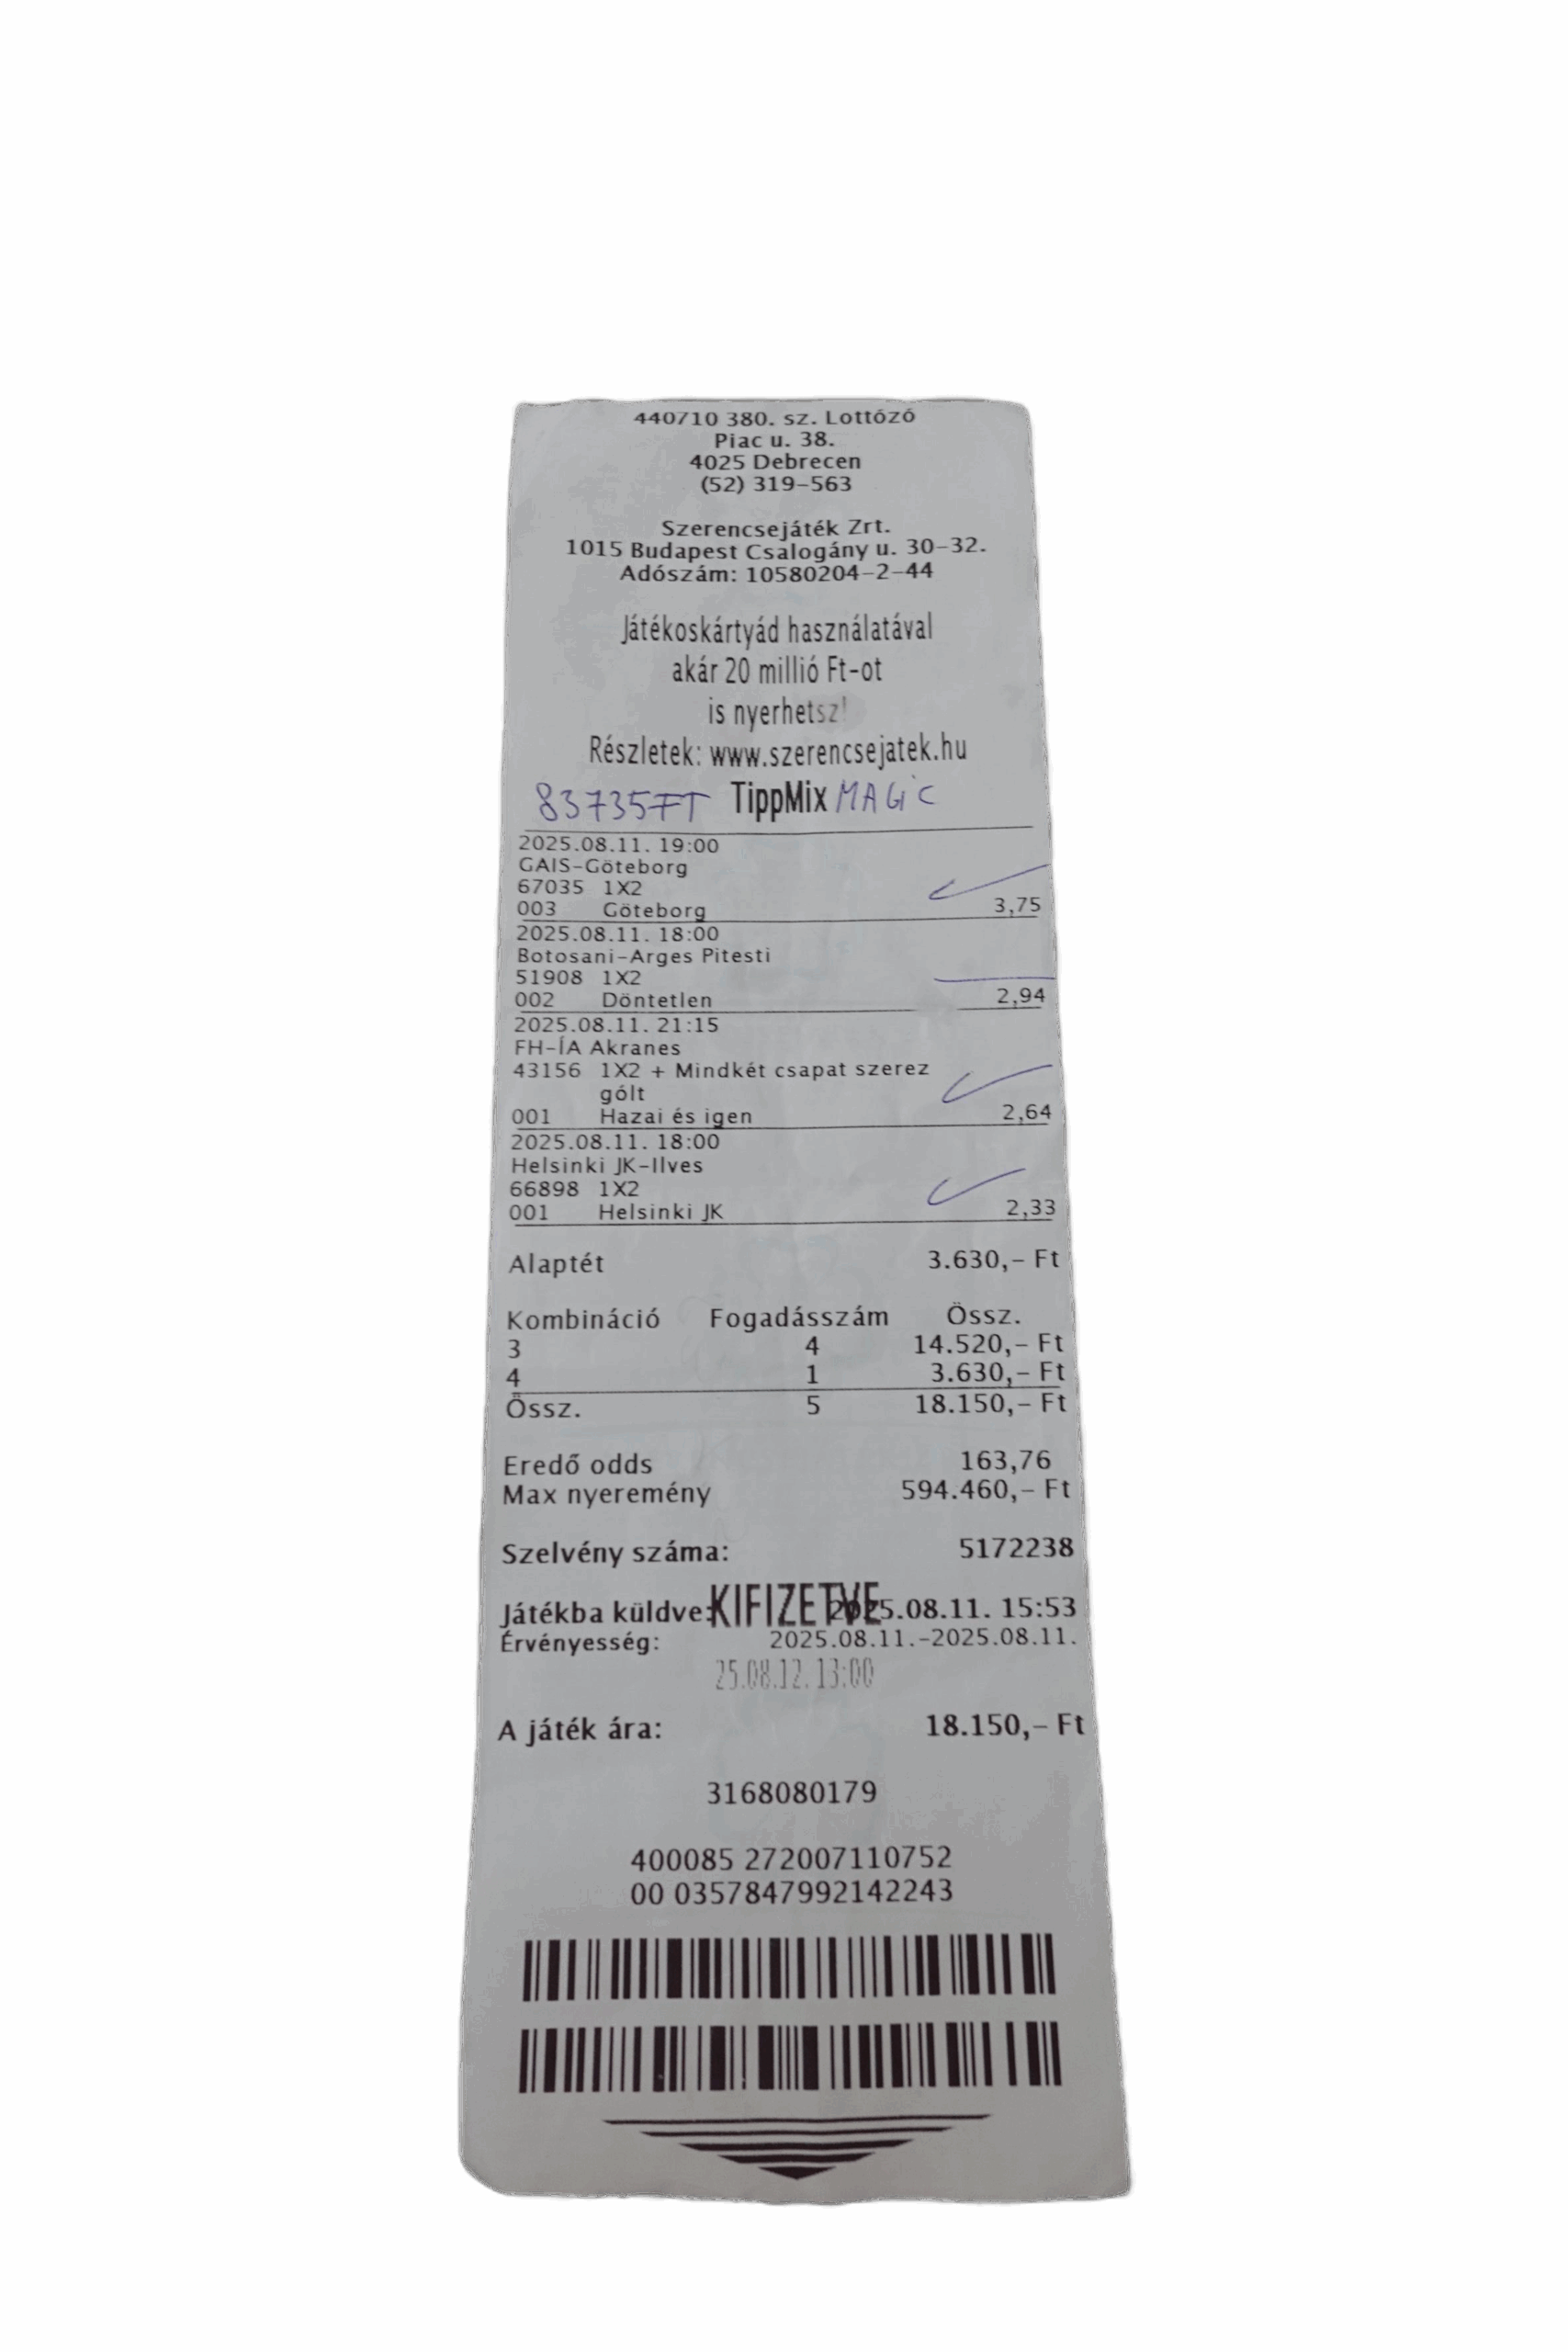 440710 380. sz. Lottózó
Piac u. 38.
4025 Debrecen
(52) 319-563
Szerencsejáték Zrt.
1015 Budapest Csalogány u. 30-32.
Adószám: 10580204-2-44
Játékoskártyád használatával
akár 20 millió Ft-ot
is nyerhetsz!
Részletek: www.szerencsejatek.hu
83735FT TippMix MAGiC
2025.08.11. 19:00
GAIS-Göteborg
67035 1X2
003 Göteborg 3,75
2025.08.11. 18:00
Botosani-Arges Pitesti
51908 1X2
002 Döntetlen 2,94
2025.08.11. 21:15
FH-ÍA Akranes
43156 1X2 + Mindkét csapat szerez
gólt
001 Hazai és igen 2,64
2025.08.11. 18:00
Helsinki JK-Ilves
66898 1X2
001 Helsinki JK 2,33
Alaptét 3.630,- Ft
Kombináció Fogadásszám Össz.
3 4 14.520,- Ft
4 1 3.630,- Ft
Össz. 5 18.150,- Ft
Eredő odds 163,76
Max nyeremény 594.460,- Ft
Szelvény száma: 5172238
Játékba küldve: KIFIZETVE 2025.08.11. 15:53
Érvényesség: 2025.08.11.-2025.08.11.
25.08.12. 13:00
A játék ára: 18.150,- Ft
3168080179
400085 272007110752
00 0357847992142243